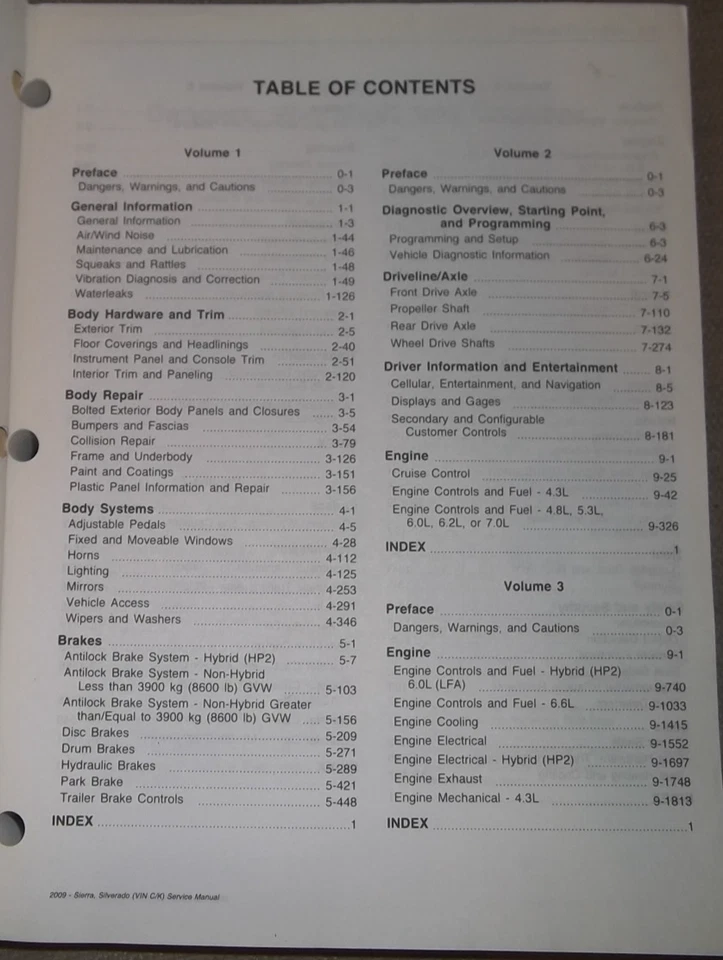 TABLE OF CONTENTS
Volume 1
Preface ........ 0-1
Dangers, Warnings, and Cautions ........ 0-3
General Information ........ 1-1
General Information ........ 1-3
Air/Wind Noise ........ 1-44
Maintenance and Lubrication ........ 1-46
Squeaks and Rattles ........ 1-48
Vibration Diagnosis and Correction ........ 1-49
Waterleaks ........ 1-126
Body Hardware and Trim ........ 2-1
Exterior Trim ........ 2-5
Floor Coverings and Headlinings ........ 2-40
Instrument Panel and Console Trim ........ 2-51
Interior Trim and Paneling ........ 2-120
Body Repair ........ 3-1
Bolted Exterior Body Panels and Closures ........ 3-5
Bumpers and Fascias ........ 3-54
Collision Repair ........ 3-79
Frame and Underbody ........ 3-126
Paint and Coatings ........ 3-151
Plastic Panel Information and Repair ........ 3-156
Body Systems ........ 4-1
Adjustable Pedals ........ 4-5
Fixed and Moveable Windows ........ 4-28
Horns ........ 4-112
Lighting ........ 4-125
Mirrors ........ 4-253
Vehicle Access ........ 4-291
Wipers and Washers ........ 4-346
Brakes ........ 5-1
Antilock Brake System - Hybrid (HP2) ........ 5-7
Antilock Brake System - Non-Hybrid
Less than 3900 kg (8600 lb) GVW ........ 5-103
Antilock Brake System - Non-Hybrid Greater
than/Equal to 3900 kg (8600 lb) GVW ........ 5-156
Disc Brakes ........ 5-209
Drum Brakes ........ 5-271
Hydraulic Brakes ........ 5-289
Park Brake ........ 5-421
Trailer Brake Controls ........ 5-448
INDEX ........ 1
Volume 2
Preface ........ 0-1
Dangers, Warnings, and Cautions ........ 0-3
Diagnostic Overview, Starting Point,
and Programming ........ 6-3
Programming and Setup ........ 6-3
Vehicle Diagnostic Information ........ 6-24
Driveline/Axle ........ 7-1
Front Drive Axle ........ 7-5
Propeller Shaft ........ 7-110
Rear Drive Axle ........ 7-132
Wheel Drive Shafts ........ 7-274
Driver Information and Entertainment ........ 8-1
Cellular, Entertainment, and Navigation ........ 8-5
Displays and Gages ........ 8-123
Secondary and Configurable
Customer Controls ........ 8-181
Engine ........ 9-1
Cruise Control ........ 9-25
Engine Controls and Fuel - 4.3L ........ 9-42
Engine Controls and Fuel - 4.8L, 5.3L,
6.0L, 6.2L, or 7.0L ........ 9-326
INDEX ........ 1
Volume 3
Preface ........ 0-1
Dangers, Warnings, and Cautions ........ 0-3
Engine ........ 9-1
Engine Controls and Fuel - Hybrid (HP2)
6.0L (LFA) ........ 9-740
Engine Controls and Fuel - 6.6L ........ 9-1033
Engine Cooling ........ 9-1415
Engine Electrical ........ 9-1552
Engine Electrical - Hybrid (HP2) ........ 9-1697
Engine Exhaust ........ 9-1748
Engine Mechanical - 4.3L ........ 9-1813
INDEX ........ 1
2009 - Sierra, Silverado (VIN C/K) Service Manual